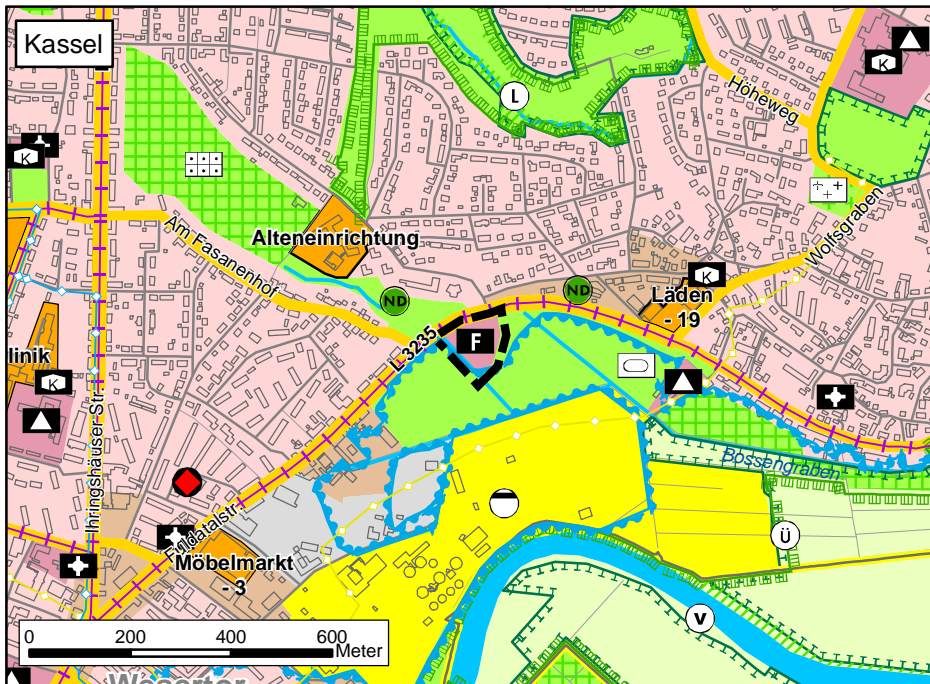 Kassel
L
K
Höheweg
K
Am Fasanenhof
Alteneinrichtung
Wolfsgraben
K
ND
ND
Läden
- 19
L 3235
F
linik
K
Ihringshäuser Str.
Bossengraben
Ü
Fuldatalstr.
Möbelmarkt
- 3
V
0 200 400 600
Meter
Wesertor